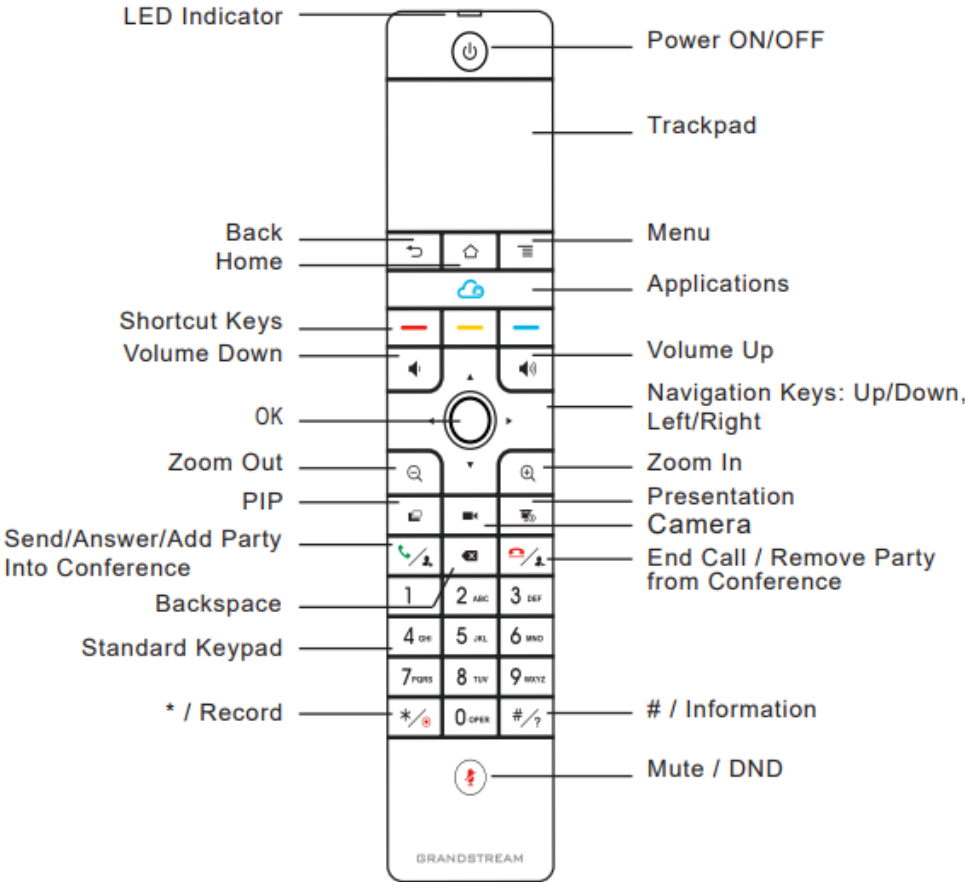 LED Indicator
Power ON/OFF
Trackpad
Back
Menu
Home
Applications
Shortcut Keys
Volume Down
Volume Up
Navigation Keys: Up/Down,
Left/Right
OK
Zoom Out
Zoom In
PIP
Presentation
Camera
Send/Answer/Add Party
Into Conference
End Call / Remove Party
from Conference
Backspace
1 2 ABC 3 DEF
Standard Keypad
4 GHI 5 JKL 6 MNO
7 PQRS 8 TUV 9 WXYZ
* / Record
*/ 0 OPER #/?
# / Information
Mute / DND
GRANDSTREAM